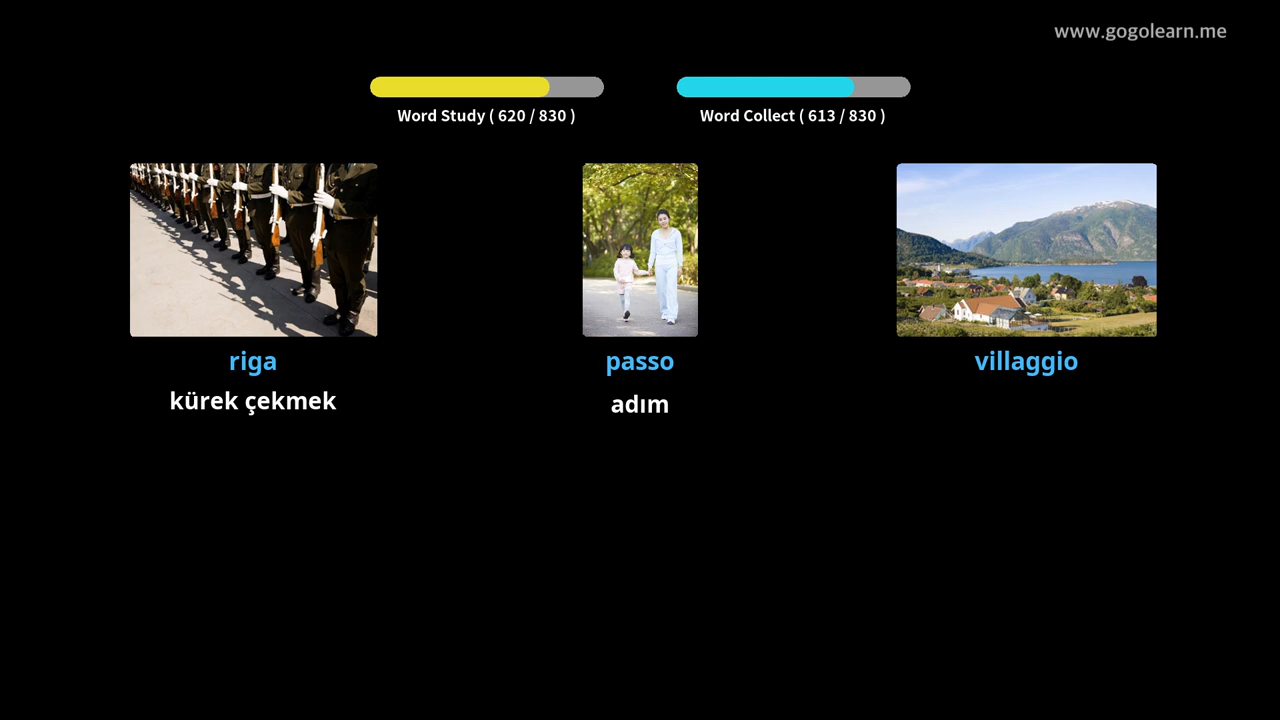 www.gogolearn.me
Word Study ( 620 / 830 )
Word Collect ( 613 / 830 )
riga
passo
villaggio
kürek çekmek
adım